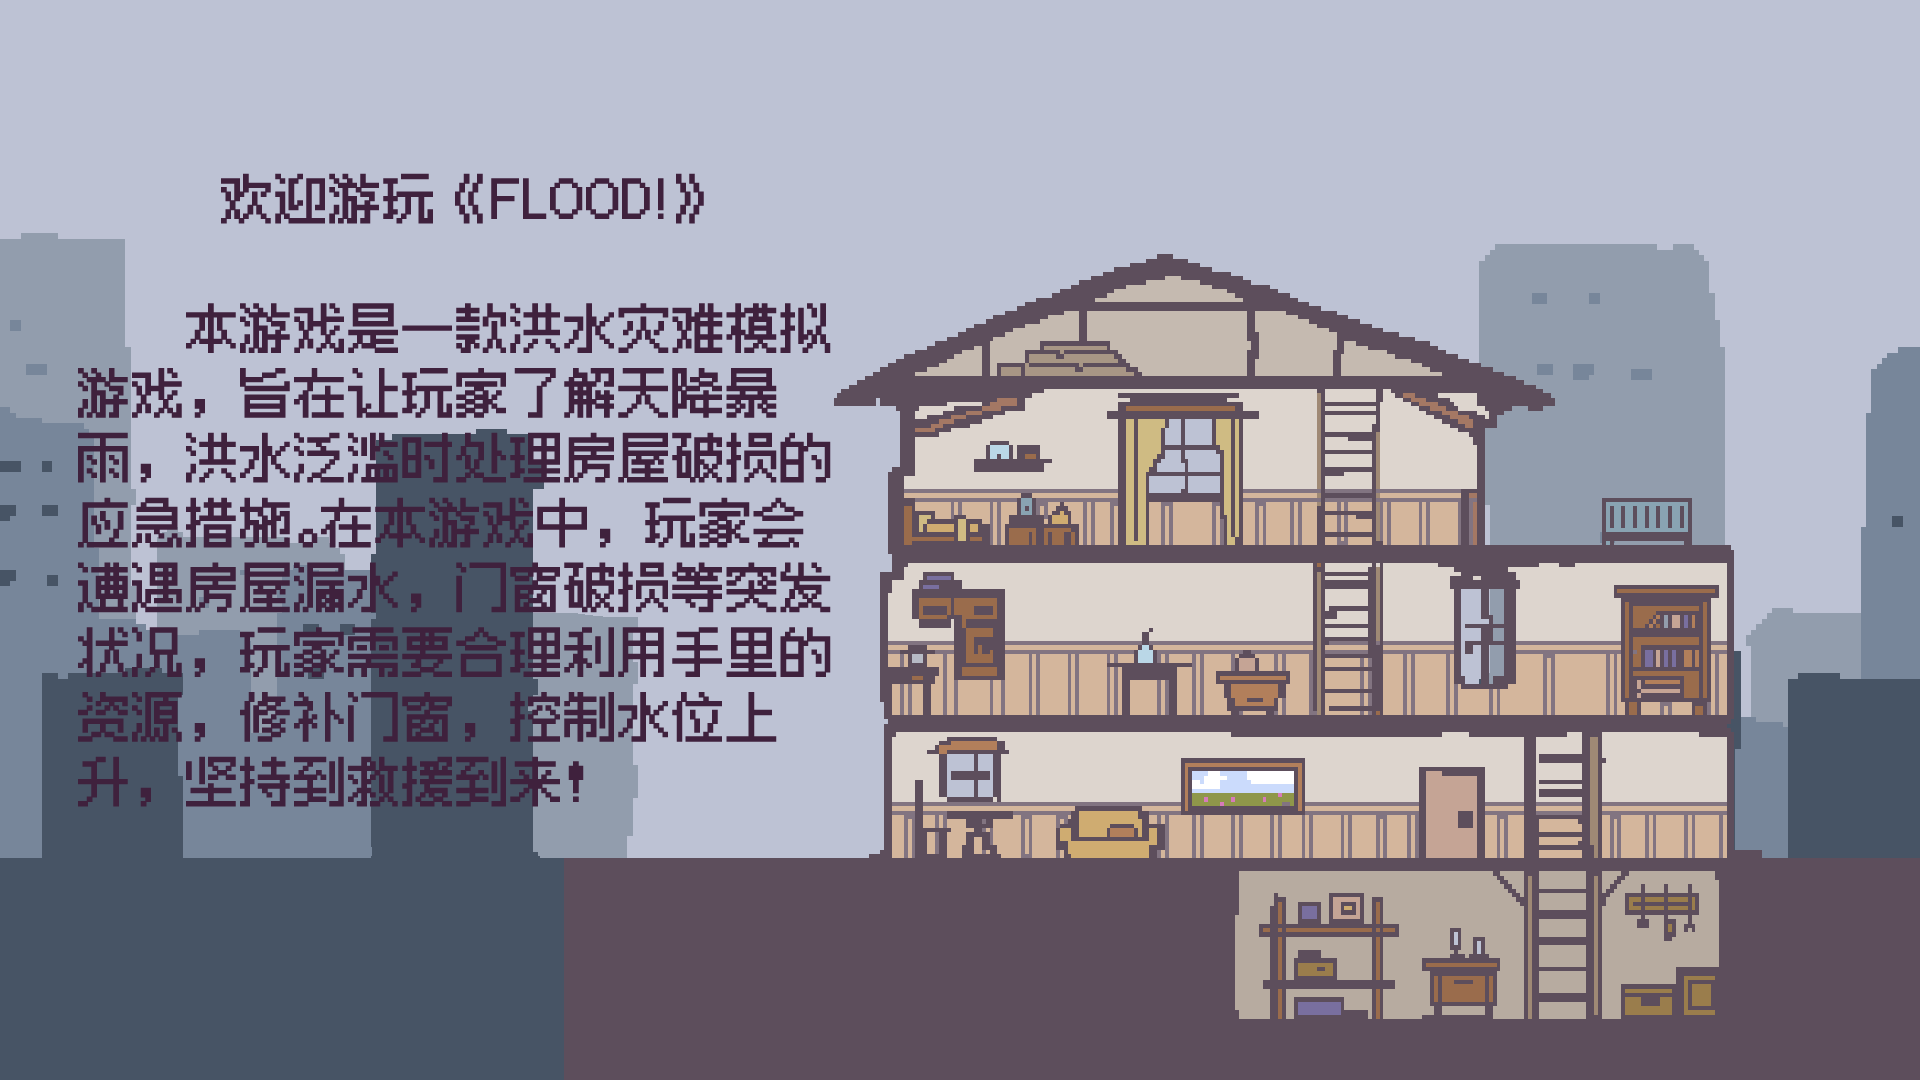 欢迎游玩《FLOOD!》
本游戏是一款洪水灾难模拟
游戏，旨在让玩家了解天降暴
雨，洪水泛滥时处理房屋破损的
应急措施。在本游戏中，玩家会
遭遇房屋漏水，门窗破损等突发
状况，玩家需要合理利用手里的
资源，修补门窗，控制水位上
升，坚持到救援到来！